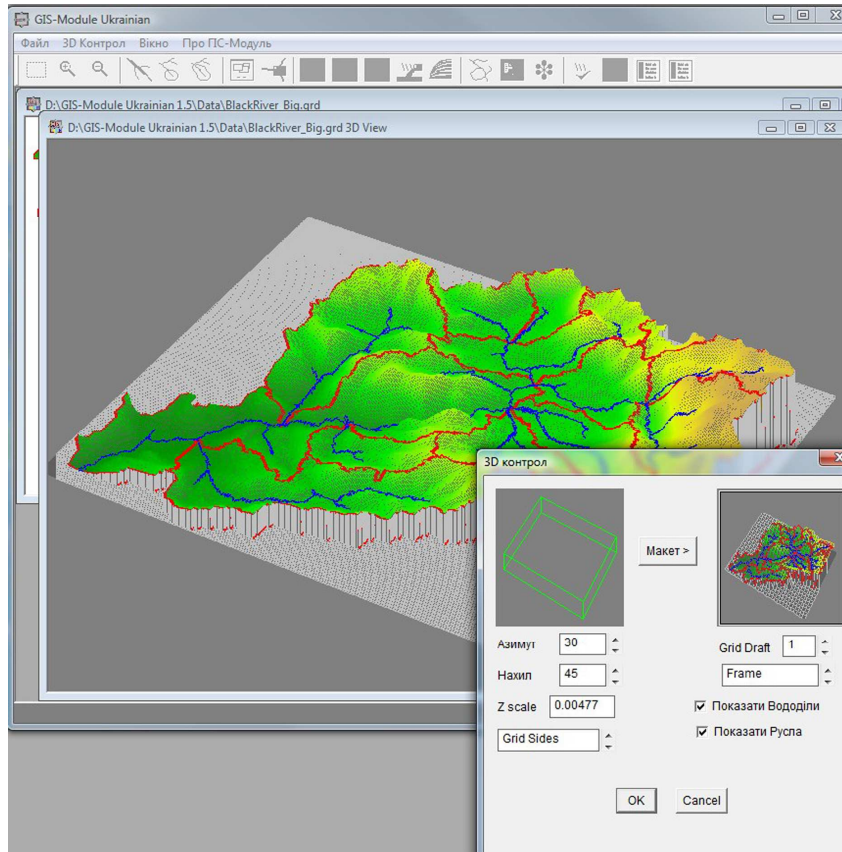 GIS-Module Ukrainian
Файл 3D Контрол Вікно Про ГІС-Модуль
D:\GIS-Module Ukrainian 1.5\Data\BlackRiver_Big.grd
D:\GIS-Module Ukrainian 1.5\Data\BlackRiver_Big.grd 3D View
3D контрол
Макет >
Азимут 30
Grid Draft 1
Нахил 45
Frame
Z scale 0.00477
Показати Вододіли
Grid Sides
Показати Русла
OK Cancel